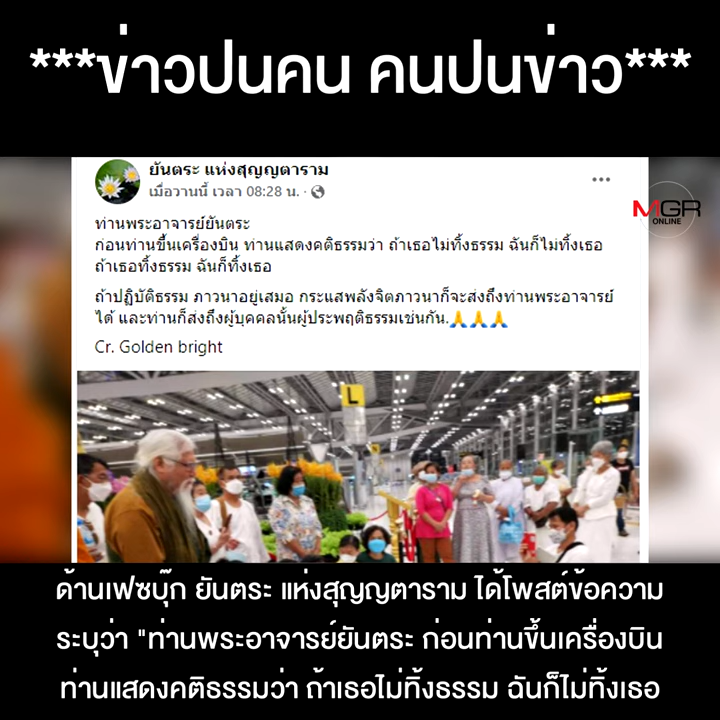 ***ข่าวปนคน คนปนข่าว***
ยันตระ แห่งสุญญตาราม
เมื่อวานนี้ เวลา 08:28 น.
MGR
ONLINE
ท่านพระอาจารย์ยันตระ
ก่อนท่านขึ้นเครื่องบิน ท่านแสดงคติธรรมว่า ถ้าเธอไม่ทิ้งธรรม ฉันก็ไม่ทิ้งเธอ
ถ้าเธอทิ้งธรรม ฉันก็ทิ้งเธอ
ถ้าปฏิบัติธรรม ภาวนาอยู่เสมอ กระแสพลังจิตภาวนาก็จะส่งถึงท่านพระอาจารย์
ได้ และท่านก็ส่งถึงผู้บุคคลนั้นผู้ประพฤติธรรมเช่นกัน.🙏🙏🙏
Cr. Golden bright
L
ด้านเฟซบุ๊ก ยันตระ แห่งสุญญตาราม ได้โพสต์ข้อความ
ระบุว่า "ท่านพระอาจารย์ยันตระ ก่อนท่านขึ้นเครื่องบิน
ท่านแสดงคติธรรมว่า ถ้าเธอไม่ทิ้งธรรม ฉันก็ไม่ทิ้งเธอ